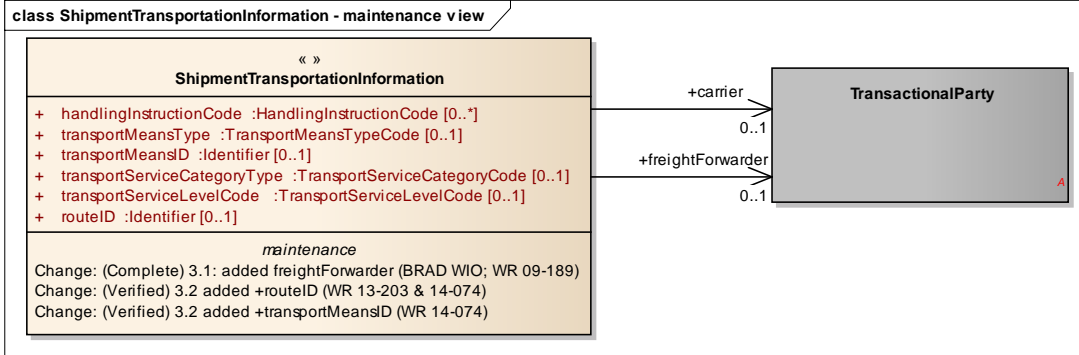 class ShipmentTransportationInformation - maintenance view
« »
ShipmentTransportationInformation
+ handlingInstructionCode :HandlingInstructionCode [0..*]
+ transportMeansType :TransportMeansTypeCode [0..1]
+ transportMeansID :Identifier [0..1]
+ transportServiceCategoryType :TransportServiceCategoryCode [0..1]
+ transportServiceLevelCode :TransportServiceLevelCode [0..1]
+ routeID :Identifier [0..1]
maintenance
Change: (Complete) 3.1: added freightForwarder (BRAD WIO; WR 09-189)
Change: (Verified) 3.2 added +routeID (WR 13-203 & 14-074)
Change: (Verified) 3.2 added +transportMeansID (WR 14-074)
+carrier
0..1
+freightForwarder
0..1
TransactionalParty
A